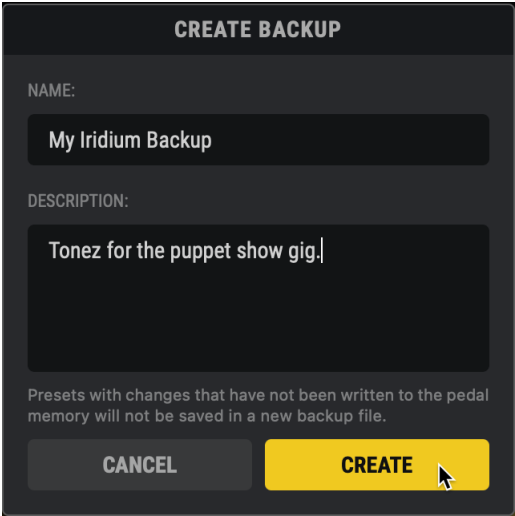 CREATE BACKUP
NAME:
My Iridium Backup
DESCRIPTION:
Tonez for the puppet show gig.
Presets with changes that have not been written to the pedal
memory will not be saved in a new backup file.
CANCEL
CREATE